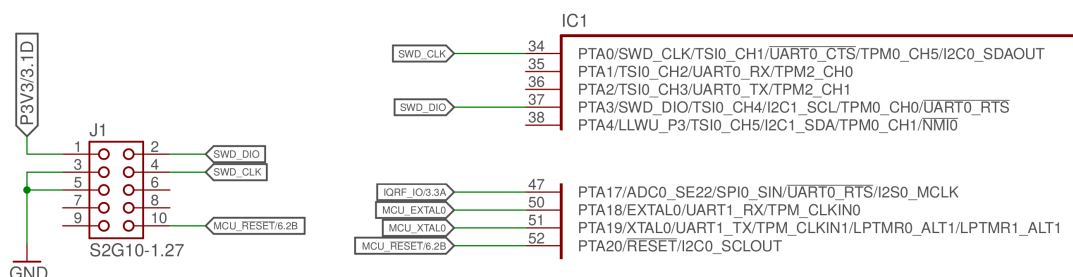 IC1
P3V3/3.1D
SWD_CLK 34 PTA0/SWD_CLK/TSI0_CH1/UART0_CTS/TPM0_CH5/I2C0_SDAOUT
35 PTA1/TSI0_CH2/UART0_RX/TPM2_CH0
36 PTA2/TSI0_CH3/UART0_TX/TPM2_CH1
SWD_DIO 37 PTA3/SWD_DIO/TSI0_CH4/I2C1_SCL/TPM0_CH0/UART0_RTS
38 PTA4/LLWU_P3/TSI0_CH5/I2C1_SDA/TPM0_CH1/NMI0
J1
1 2 SWD_DIO
3 4 SWD_CLK
5 6
7 8
9 10 MCU_RESET/6.2B
S2G10-1.27
GND
IQRF_IO/3.3A 47 PTA17/ADC0_SE22/SPI0_SIN/UART0_RTS/I2S0_MCLK
MCU_EXTAL0 50 PTA18/EXTAL0/UART1_RX/TPM_CLKIN0
MCU_XTAL0 51 PTA19/XTAL0/UART1_TX/TPM_CLKIN1/LPTMR0_ALT1/LPTMR1_ALT1
MCU_RESET/6.2B 52 PTA20/RESET/I2C0_SCLOUT